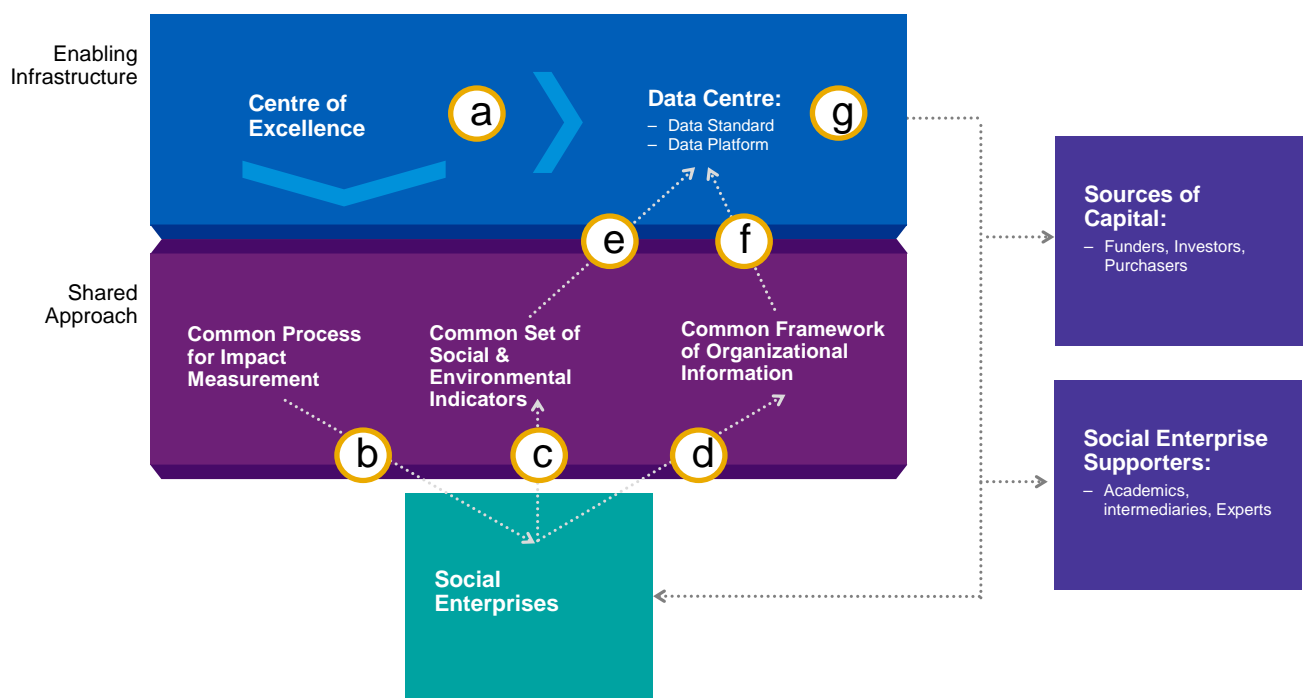 Enabling
Infrastructure
Centre of
Excellence
a
Data Centre:
– Data Standard
– Data Platform
g
Sources of
Capital:
– Funders, Investors,
Purchasers
e
f
Shared
Approach
Common Process
for Impact
Measurement
Common Set of
Social &
Environmental
Indicators
Common Framework
of Organizational
Information
b
c
d
Social Enterprise
Supporters:
– Academics,
intermediaries, Experts
Social
Enterprises